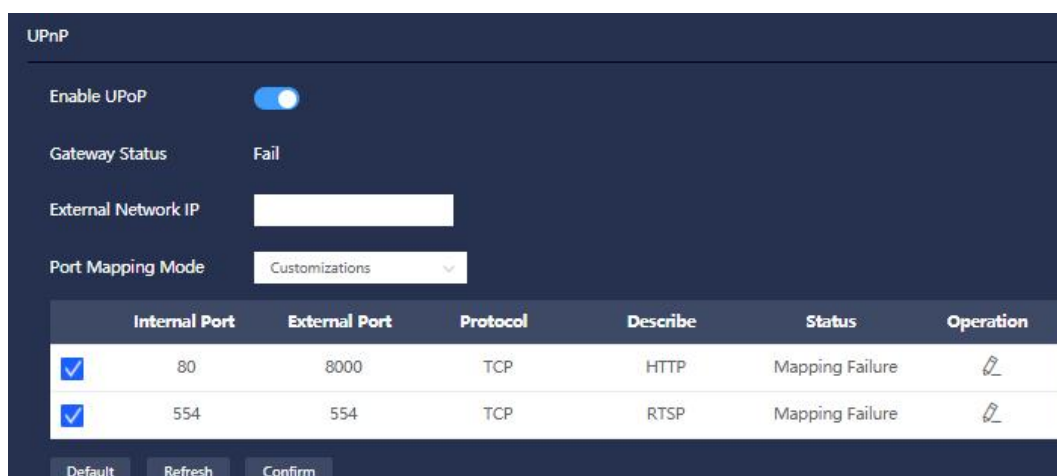 UPnP
Enable UPoP
Gateway Status Fail
External Network IP
Port Mapping Mode Customizations
Internal Port External Port Protocol Describe Status Operation
80 8000 TCP HTTP Mapping Failure
554 554 TCP RTSP Mapping Failure
Default Refresh Confirm